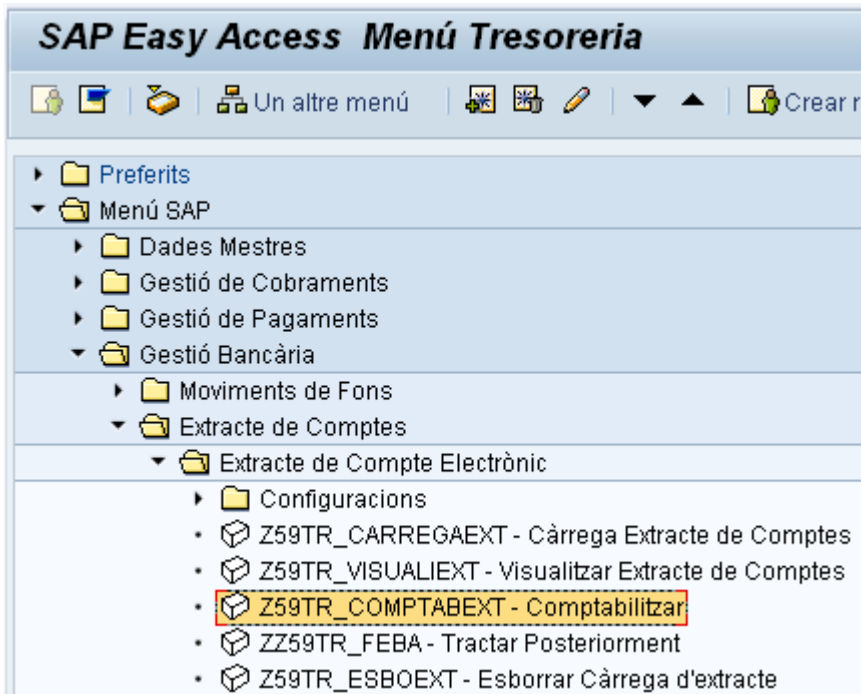 SAP Easy Access Menú Tresoreria
Un altre menú Crear r
Preferits
Menú SAP
Dades Mestres
Gestió de Cobraments
Gestió de Pagaments
Gestió Bancària
Moviments de Fons
Extracte de Comptes
Extracte de Compte Electrònic
Configuracions
Z59TR_CARREGAEXT - Càrrega Extracte de Comptes
Z59TR_VISUALIEXT - Visualitzar Extracte de Comptes
Z59TR_COMPTABEXT - Comptabilitzar
ZZ59TR_FEBA - Tractar Posteriorment
Z59TR_ESBOEXT - Esborrar Càrrega d'extracte